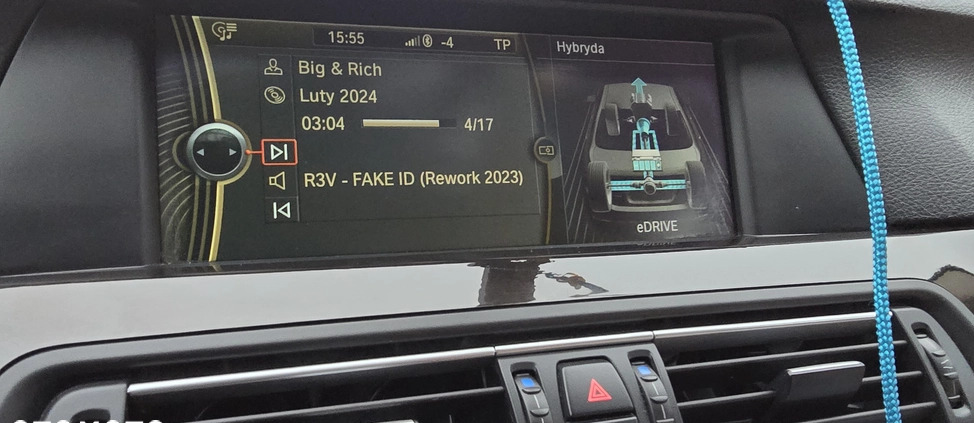 15:55 -4 TP
Big & Rich
Luty 2024
03:04 4/17
R3V - FAKE ID (Rework 2023)
Hybryda
eDRIVE